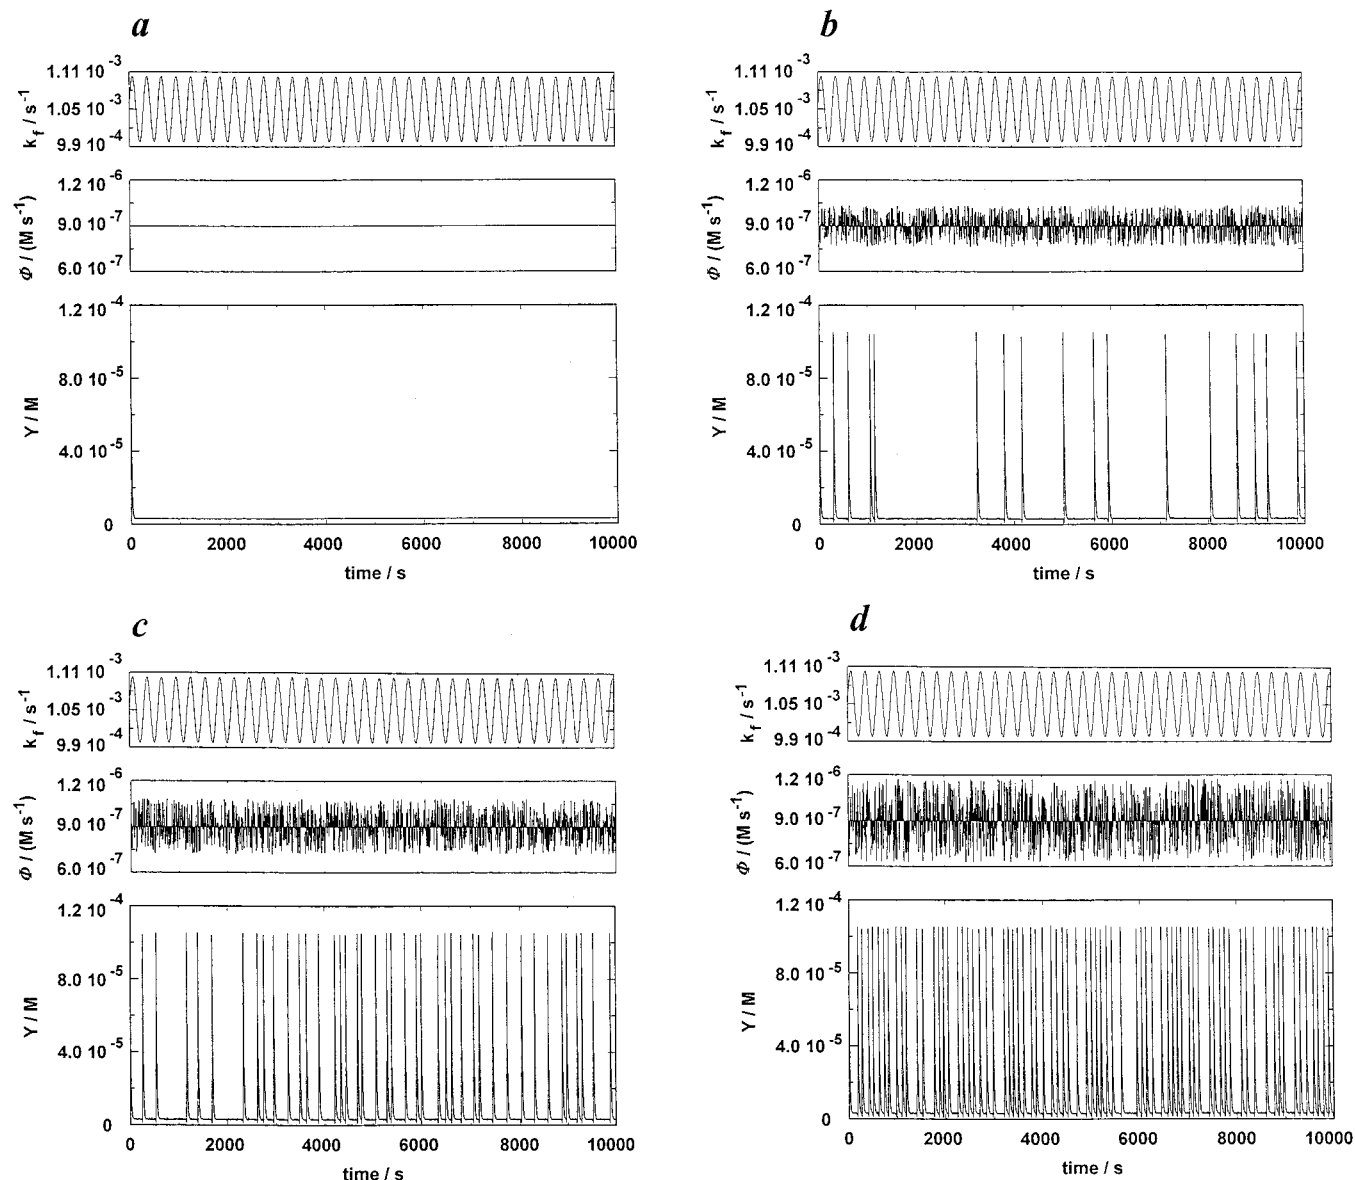 a
k_f / s⁻¹
1.11 10⁻³
1.05 10⁻³
9.9 10⁻⁴
Φ / (M s⁻¹)
1.2 10⁻⁶
9.0 10⁻⁷
6.0 10⁻⁷
Y / M
1.2 10⁻⁴
8.0 10⁻⁵
4.0 10⁻⁵
0
0 2000 4000 6000 8000 10000
time / s
b
k_f / s⁻¹
1.11 10⁻³
1.05 10⁻³
9.9 10⁻⁴
Φ / (M s⁻¹)
1.2 10⁻⁶
9.0 10⁻⁷
6.0 10⁻⁷
Y / M
1.2 10⁻⁴
8.0 10⁻⁵
4.0 10⁻⁵
0
0 2000 4000 6000 8000 10000
time / s
c
k_f / s⁻¹
1.11 10⁻³
1.05 10⁻³
9.9 10⁻⁴
Φ / (M s⁻¹)
1.2 10⁻⁶
9.0 10⁻⁷
6.0 10⁻⁷
Y / M
1.2 10⁻⁴
8.0 10⁻⁵
4.0 10⁻⁵
0
0 2000 4000 6000 8000 10000
time / s
d
k_f / s⁻¹
1.11 10⁻³
1.05 10⁻³
9.9 10⁻⁴
Φ / (M s⁻¹)
1.2 10⁻⁶
9.0 10⁻⁷
6.0 10⁻⁷
Y / M
1.2 10⁻⁴
8.0 10⁻⁵
4.0 10⁻⁵
0
0 2000 4000 6000 8000 10000
time / s